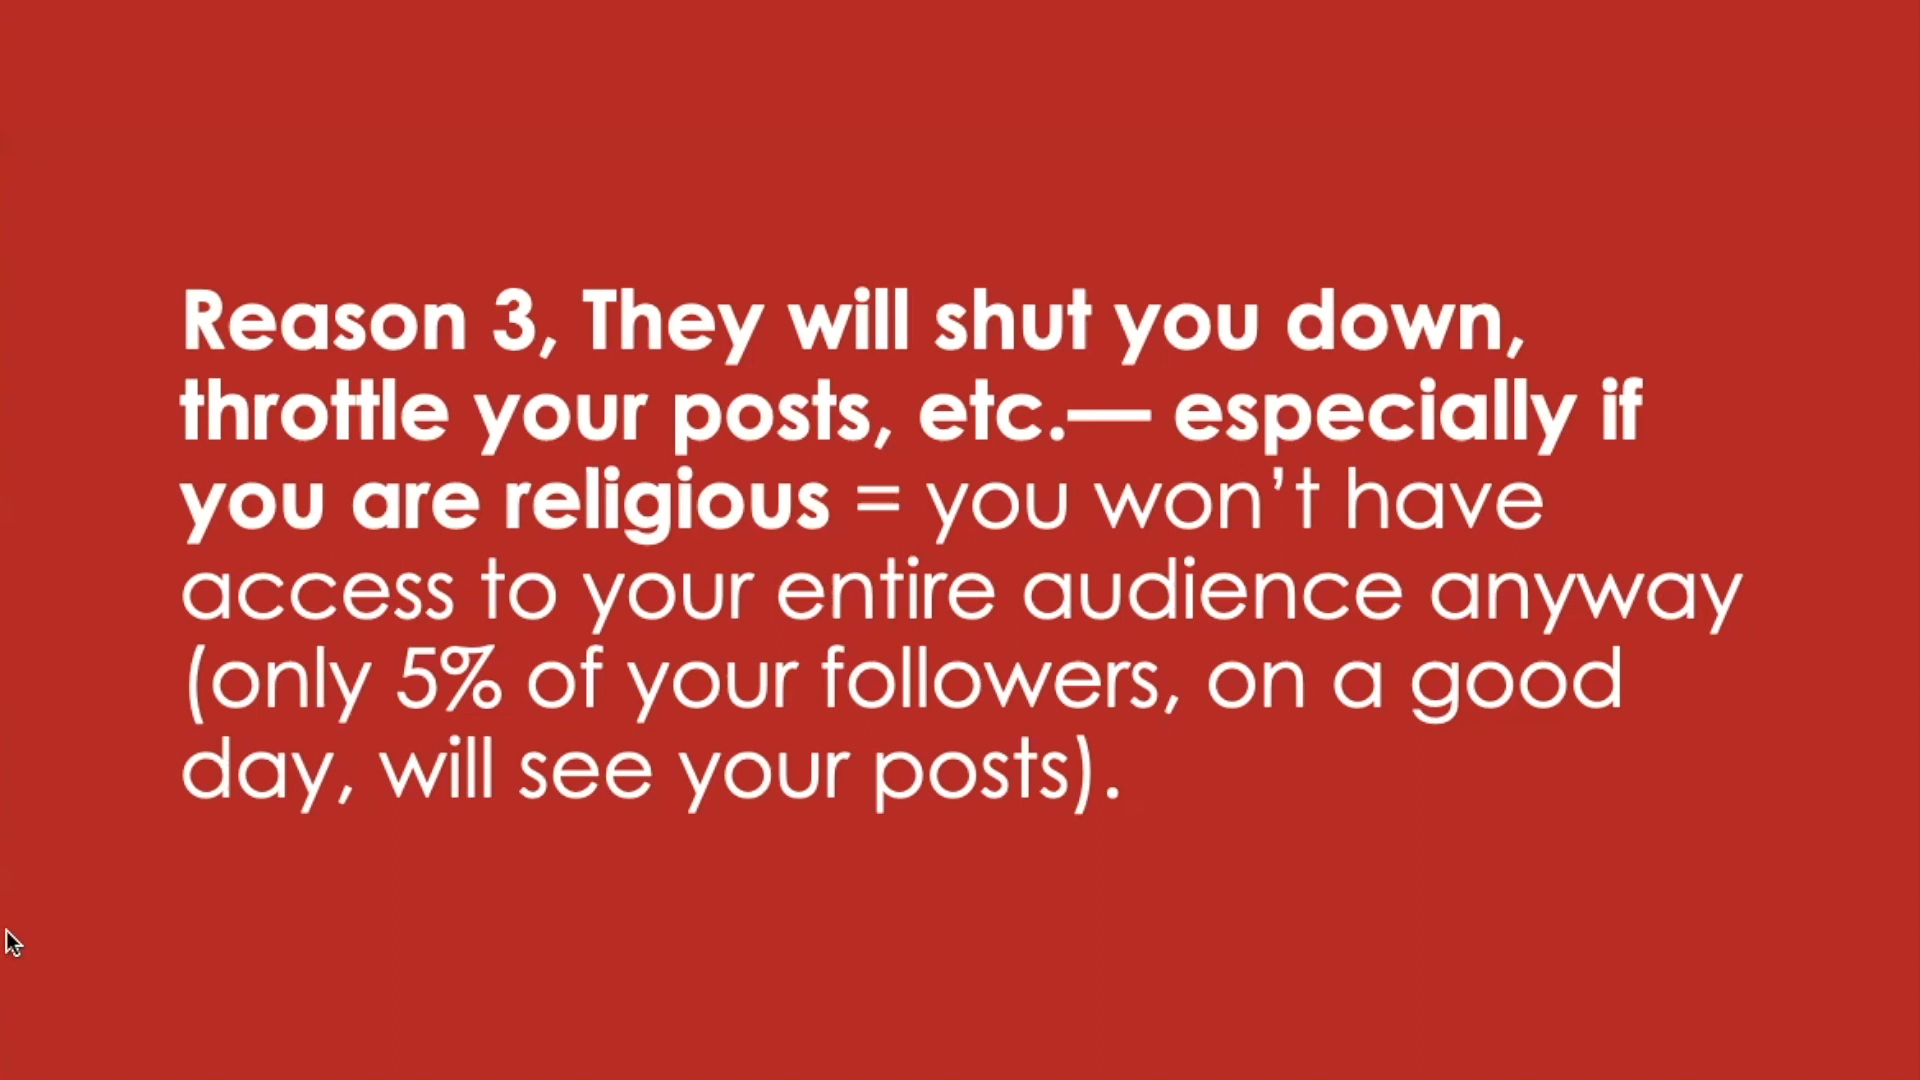 Reason 3, They will shut you down,
throttle your posts, etc.— especially if
you are religious = you won’t have
access to your entire audience anyway
(only 5% of your followers, on a good
day, will see your posts).